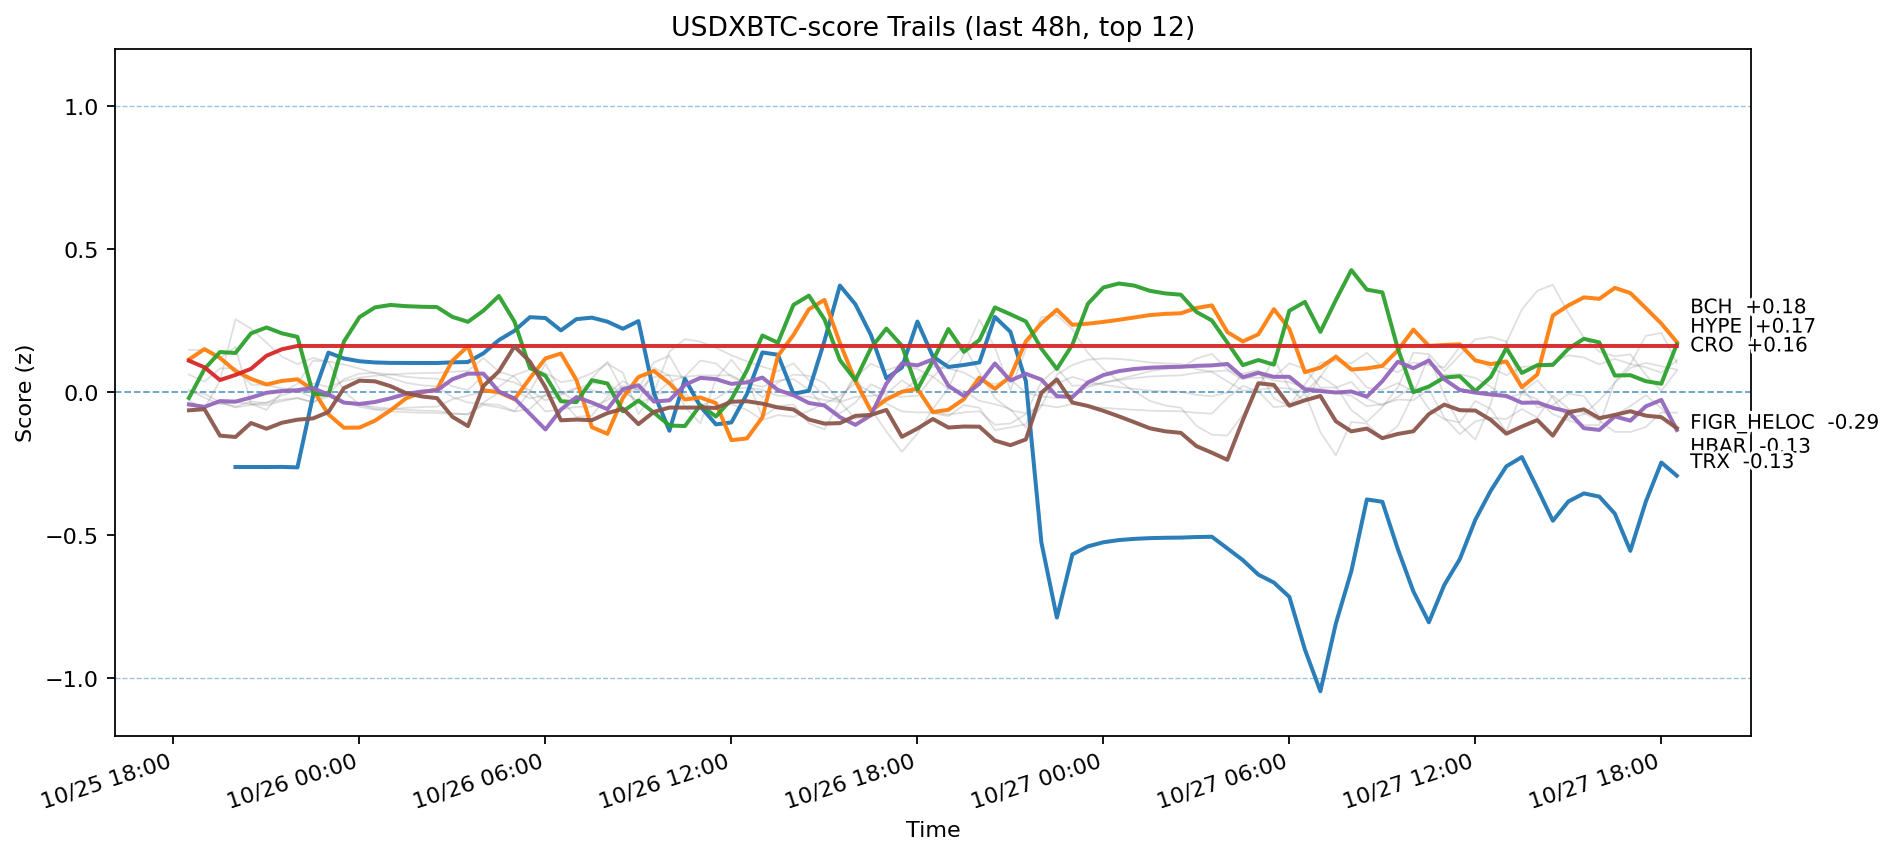 USDXBTC-score Trails (last 48h, top 12)
Score (z)
1.0
0.5
0.0
−0.5
−1.0
BCH +0.18
HYPE +0.17
CRO +0.16
FIGR_HELOC -0.29
HBAR -0.13
TRX -0.13
10/25 18:00
10/26 00:00
10/26 06:00
10/26 12:00
10/26 18:00
10/27 00:00
10/27 06:00
10/27 12:00
10/27 18:00
Time